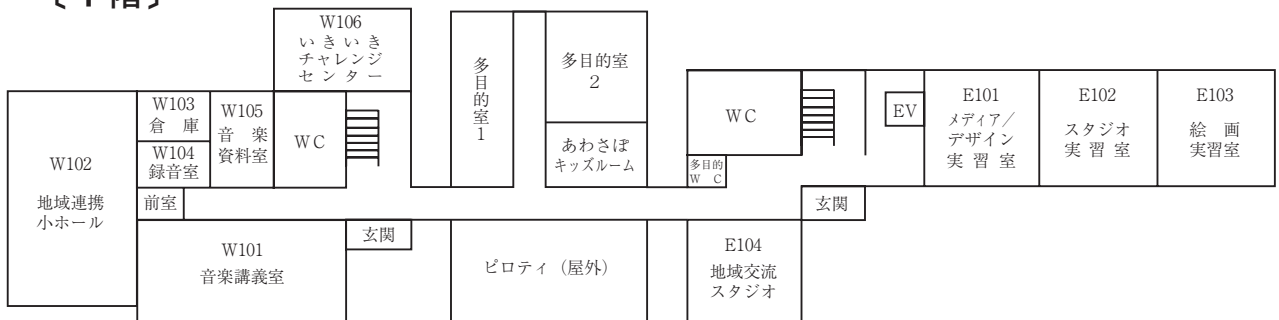 〔1階〕
W106
いきいき
チャレンジ
センター
多目的室1
多目的室
2
あわさぽ
キッズルーム
W102
地域連携
小ホール
W103
倉庫
W104
録音室
W105
音楽
資料室
WC
前室
W101
音楽講義室
玄関
ピロティ（屋外）
WC
多目的
WC
EV
玄関
E104
地域交流
スタジオ
E101
メディア／
デザイン
実習室
E102
スタジオ
実習室
E103
絵画
実習室